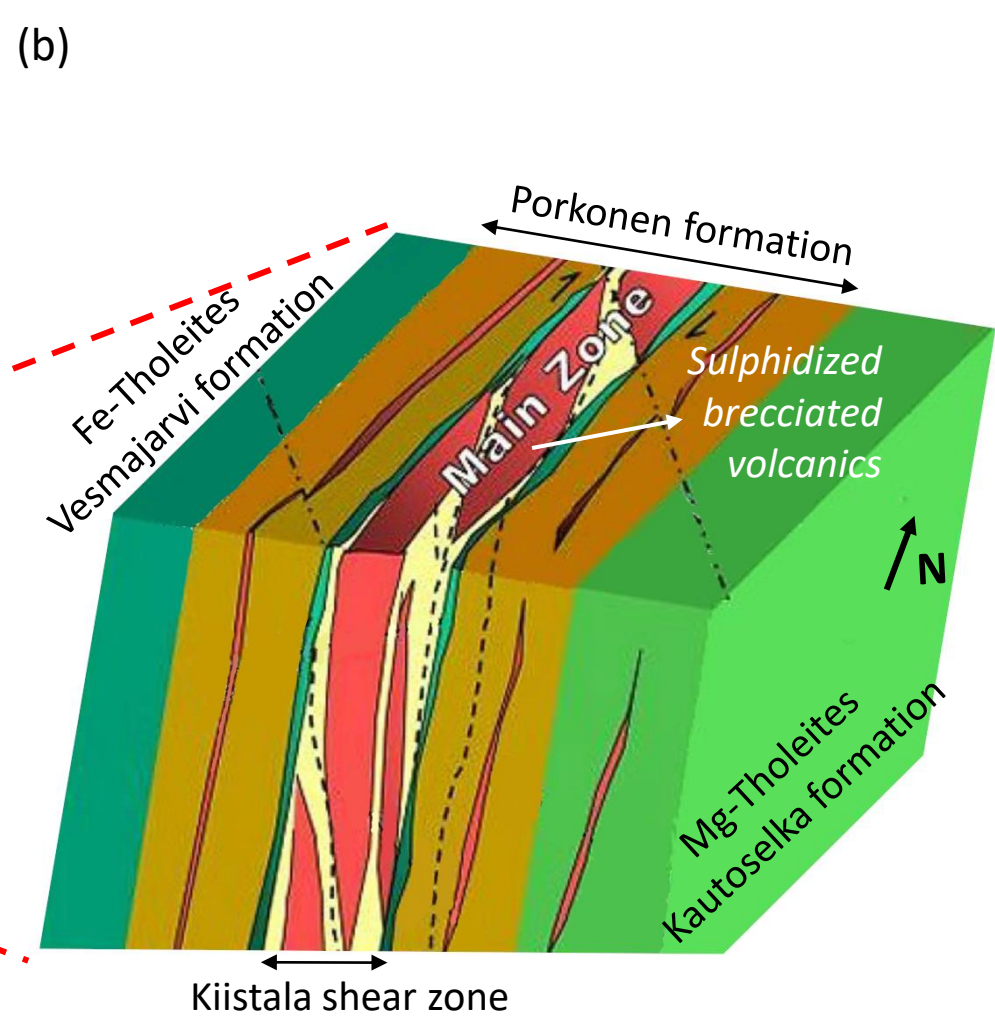 (b)
Porkonen formation
Fe-Tholeites
Vesmajarvi formation
Main Zone
Sulphidized
brecciated
volcanics
N
Mg-Tholeites
Kautoselka formation
Kiistala shear zone